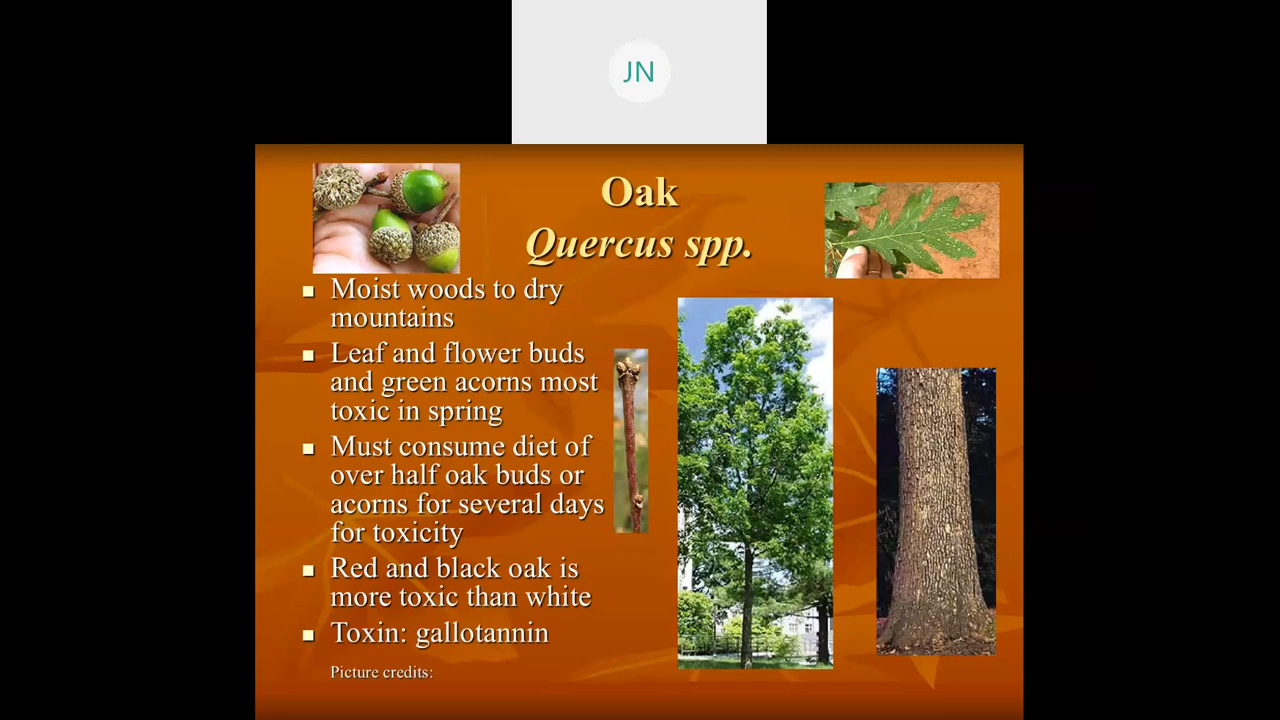 JN
Oak
Quercus spp.
Moist woods to dry
mountains
Leaf and flower buds
and green acorns most
toxic in spring
Must consume diet of
over half oak buds or
acorns for several days
for toxicity
Red and black oak is
more toxic than white
Toxin: gallotannin
Picture credits: